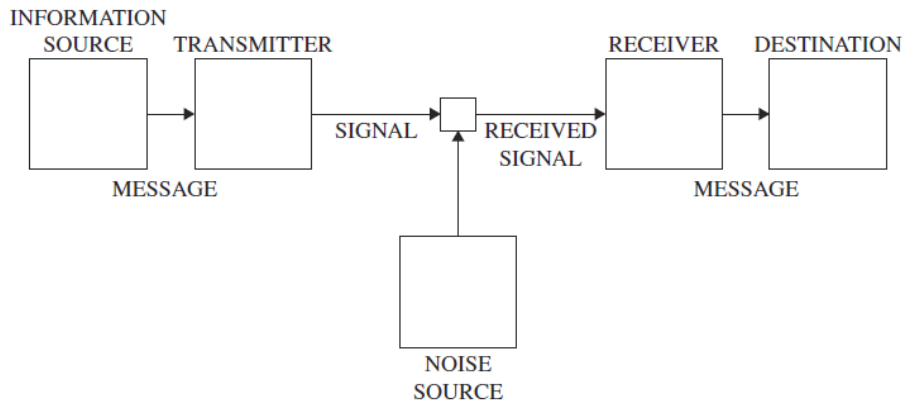 INFORMATION
SOURCE
TRANSMITTER
RECEIVER
DESTINATION
SIGNAL
RECEIVED
SIGNAL
MESSAGE
MESSAGE
NOISE
SOURCE